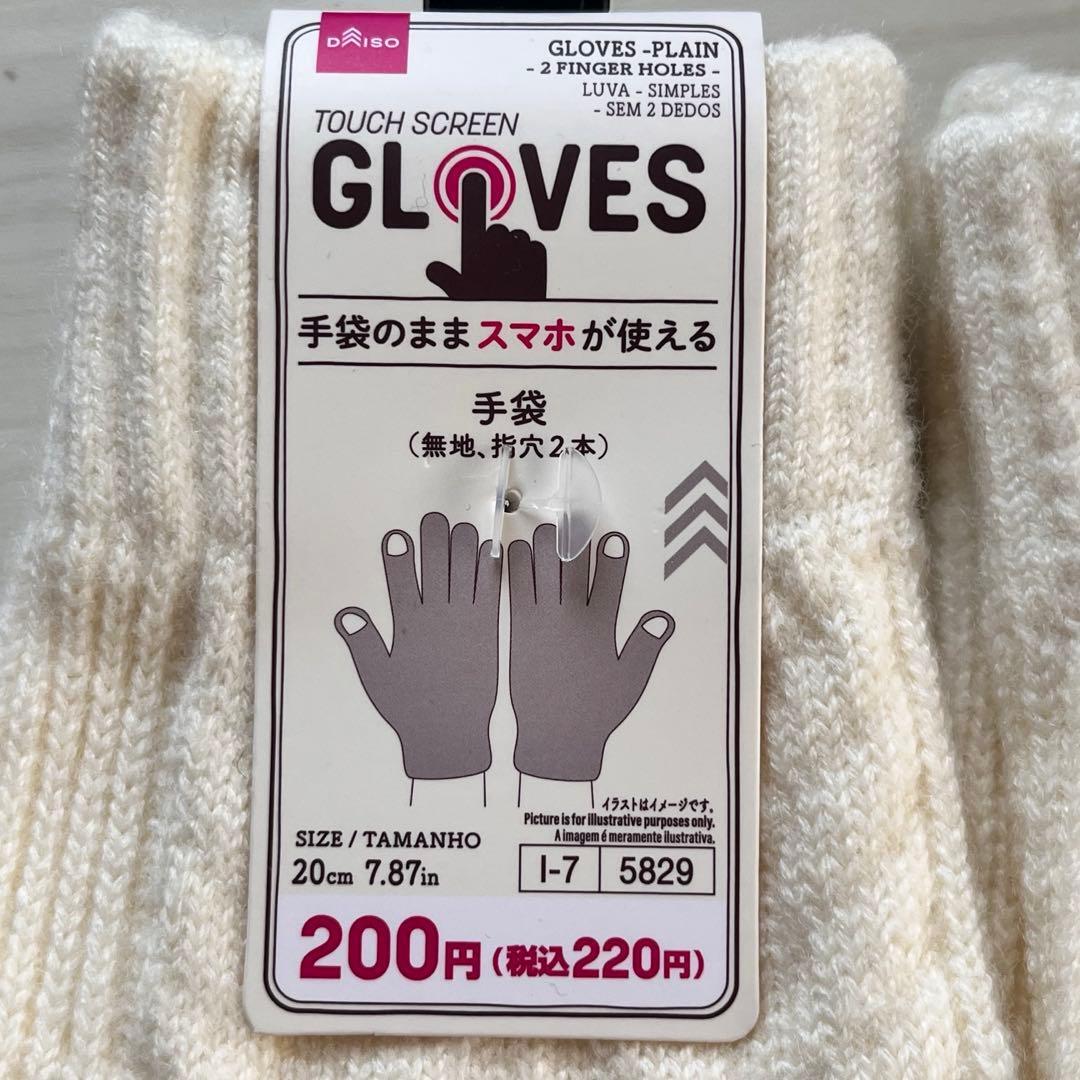 DAISO
GLOVES -PLAIN
- 2 FINGER HOLES -
LUVA - SIMPLES
- SEM 2 DEDOS
TOUCH SCREEN
GLOVES
手袋のままスマホが使える
手袋
(無地、指穴2本)
イラストはイメージです。
Picture is for illustrative purposes only.
A imagem é meramente ilustrativa.
SIZE / TAMANHO
20cm 7.87in
I-7 5829
200円(税込220円)